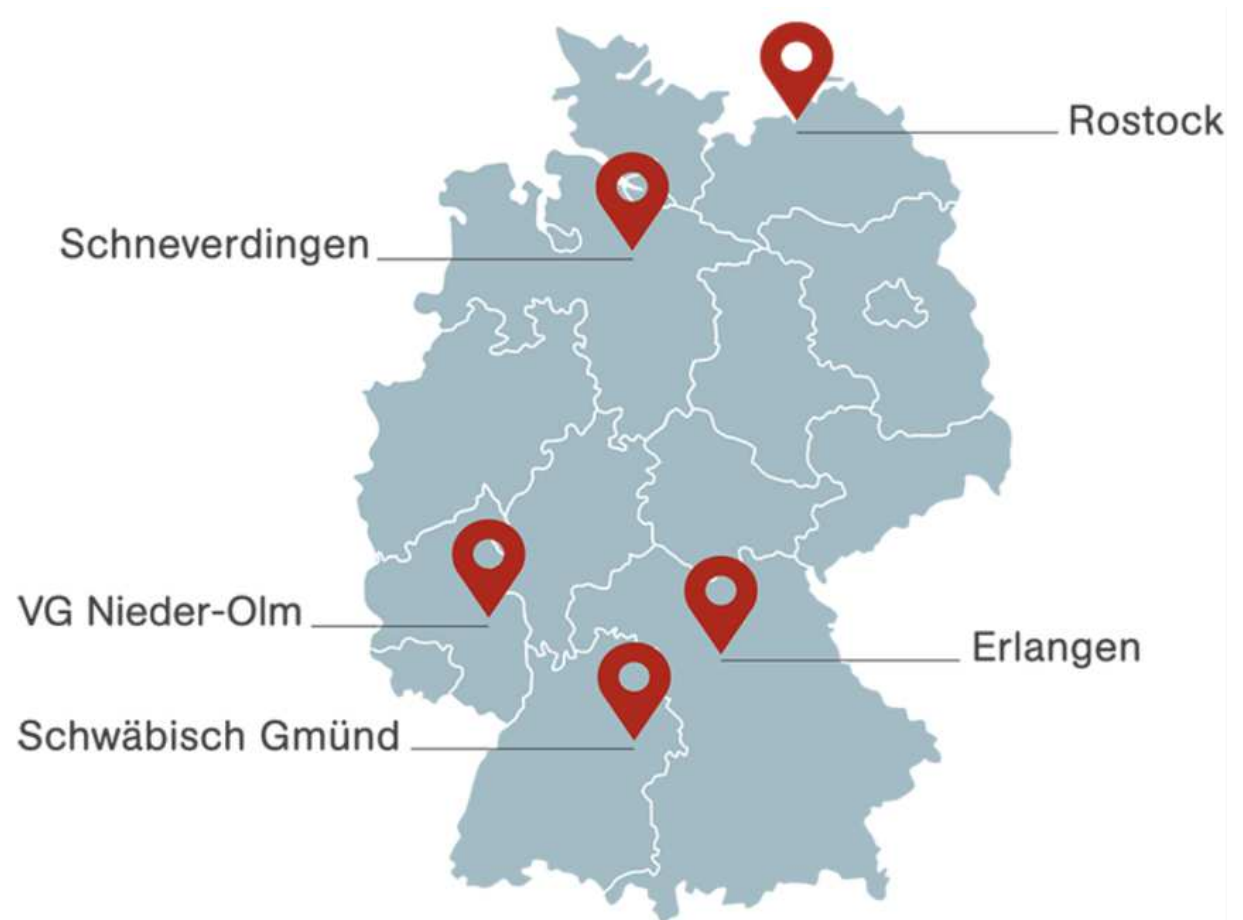 Rostock
Schneverdingen
VG Nieder-Olm
Erlangen
Schwäbisch Gmünd